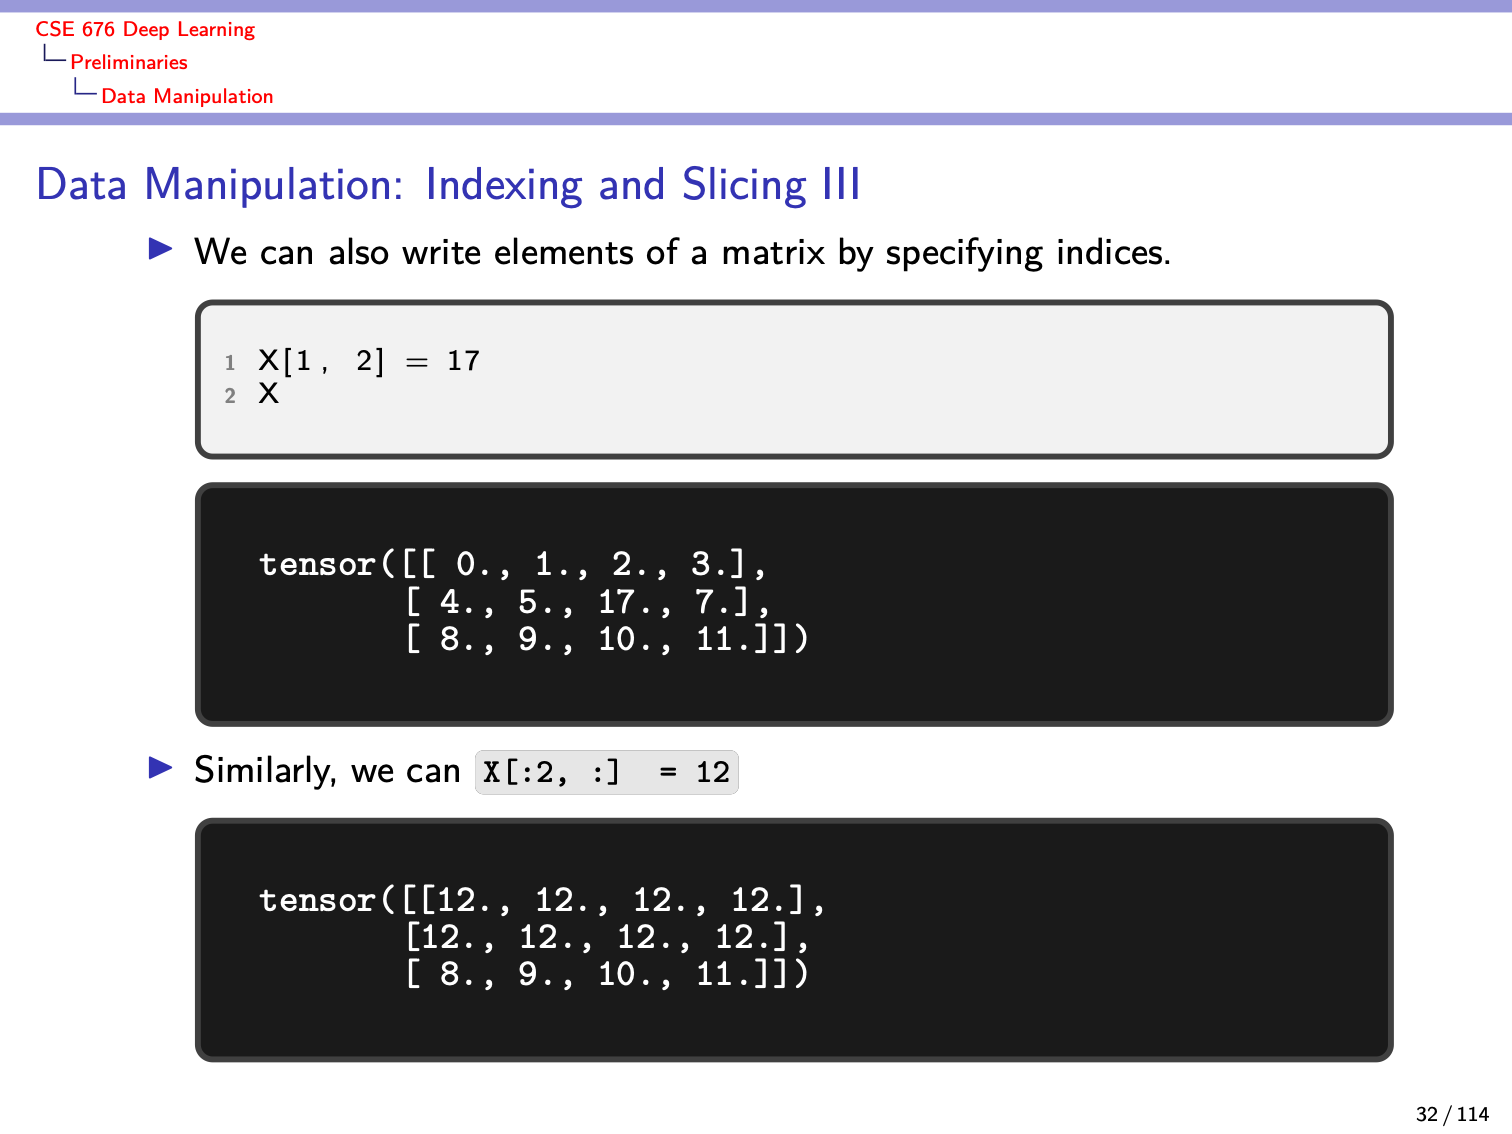 CSE 676 Deep Learning
Preliminaries
Data Manipulation
Data Manipulation: Indexing and Slicing III
We can also write elements of a matrix by specifying indices.
1 X[1, 2] = 17
2 X
tensor([[ 0., 1., 2., 3.],
[ 4., 5., 17., 7.],
[ 8., 9., 10., 11.]])
Similarly, we can X[:2, :] = 12
tensor([[12., 12., 12., 12.],
[12., 12., 12., 12.],
[ 8., 9., 10., 11.]])
32 / 114